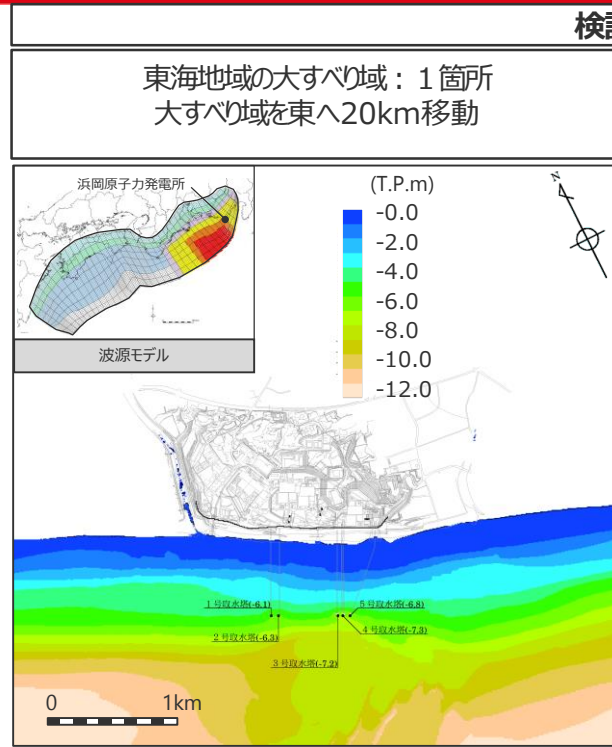 検
東海地域の大すべり域：１箇所
大すべり域を東へ20km移動
浜岡原子力発電所
波源モデル
(T.P.m)
-0.0
-2.0
-4.0
-6.0
-8.0
-10.0
-12.0
N
１号取水塔(-6.1)
５号取水塔(-6.8)
２号取水塔(-6.3)
４号取水塔(-7.3)
３号取水塔(-7.2)
0
1km